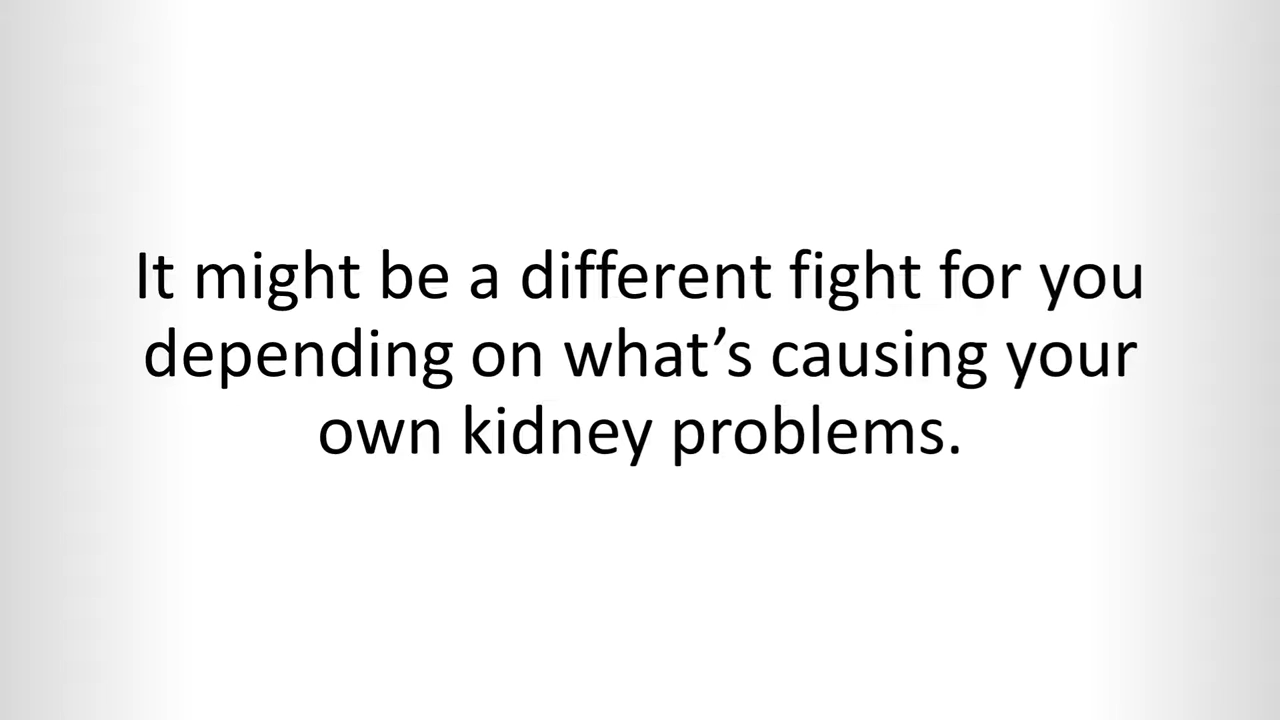 It might be a different fight for you
depending on what’s causing your
own kidney problems.